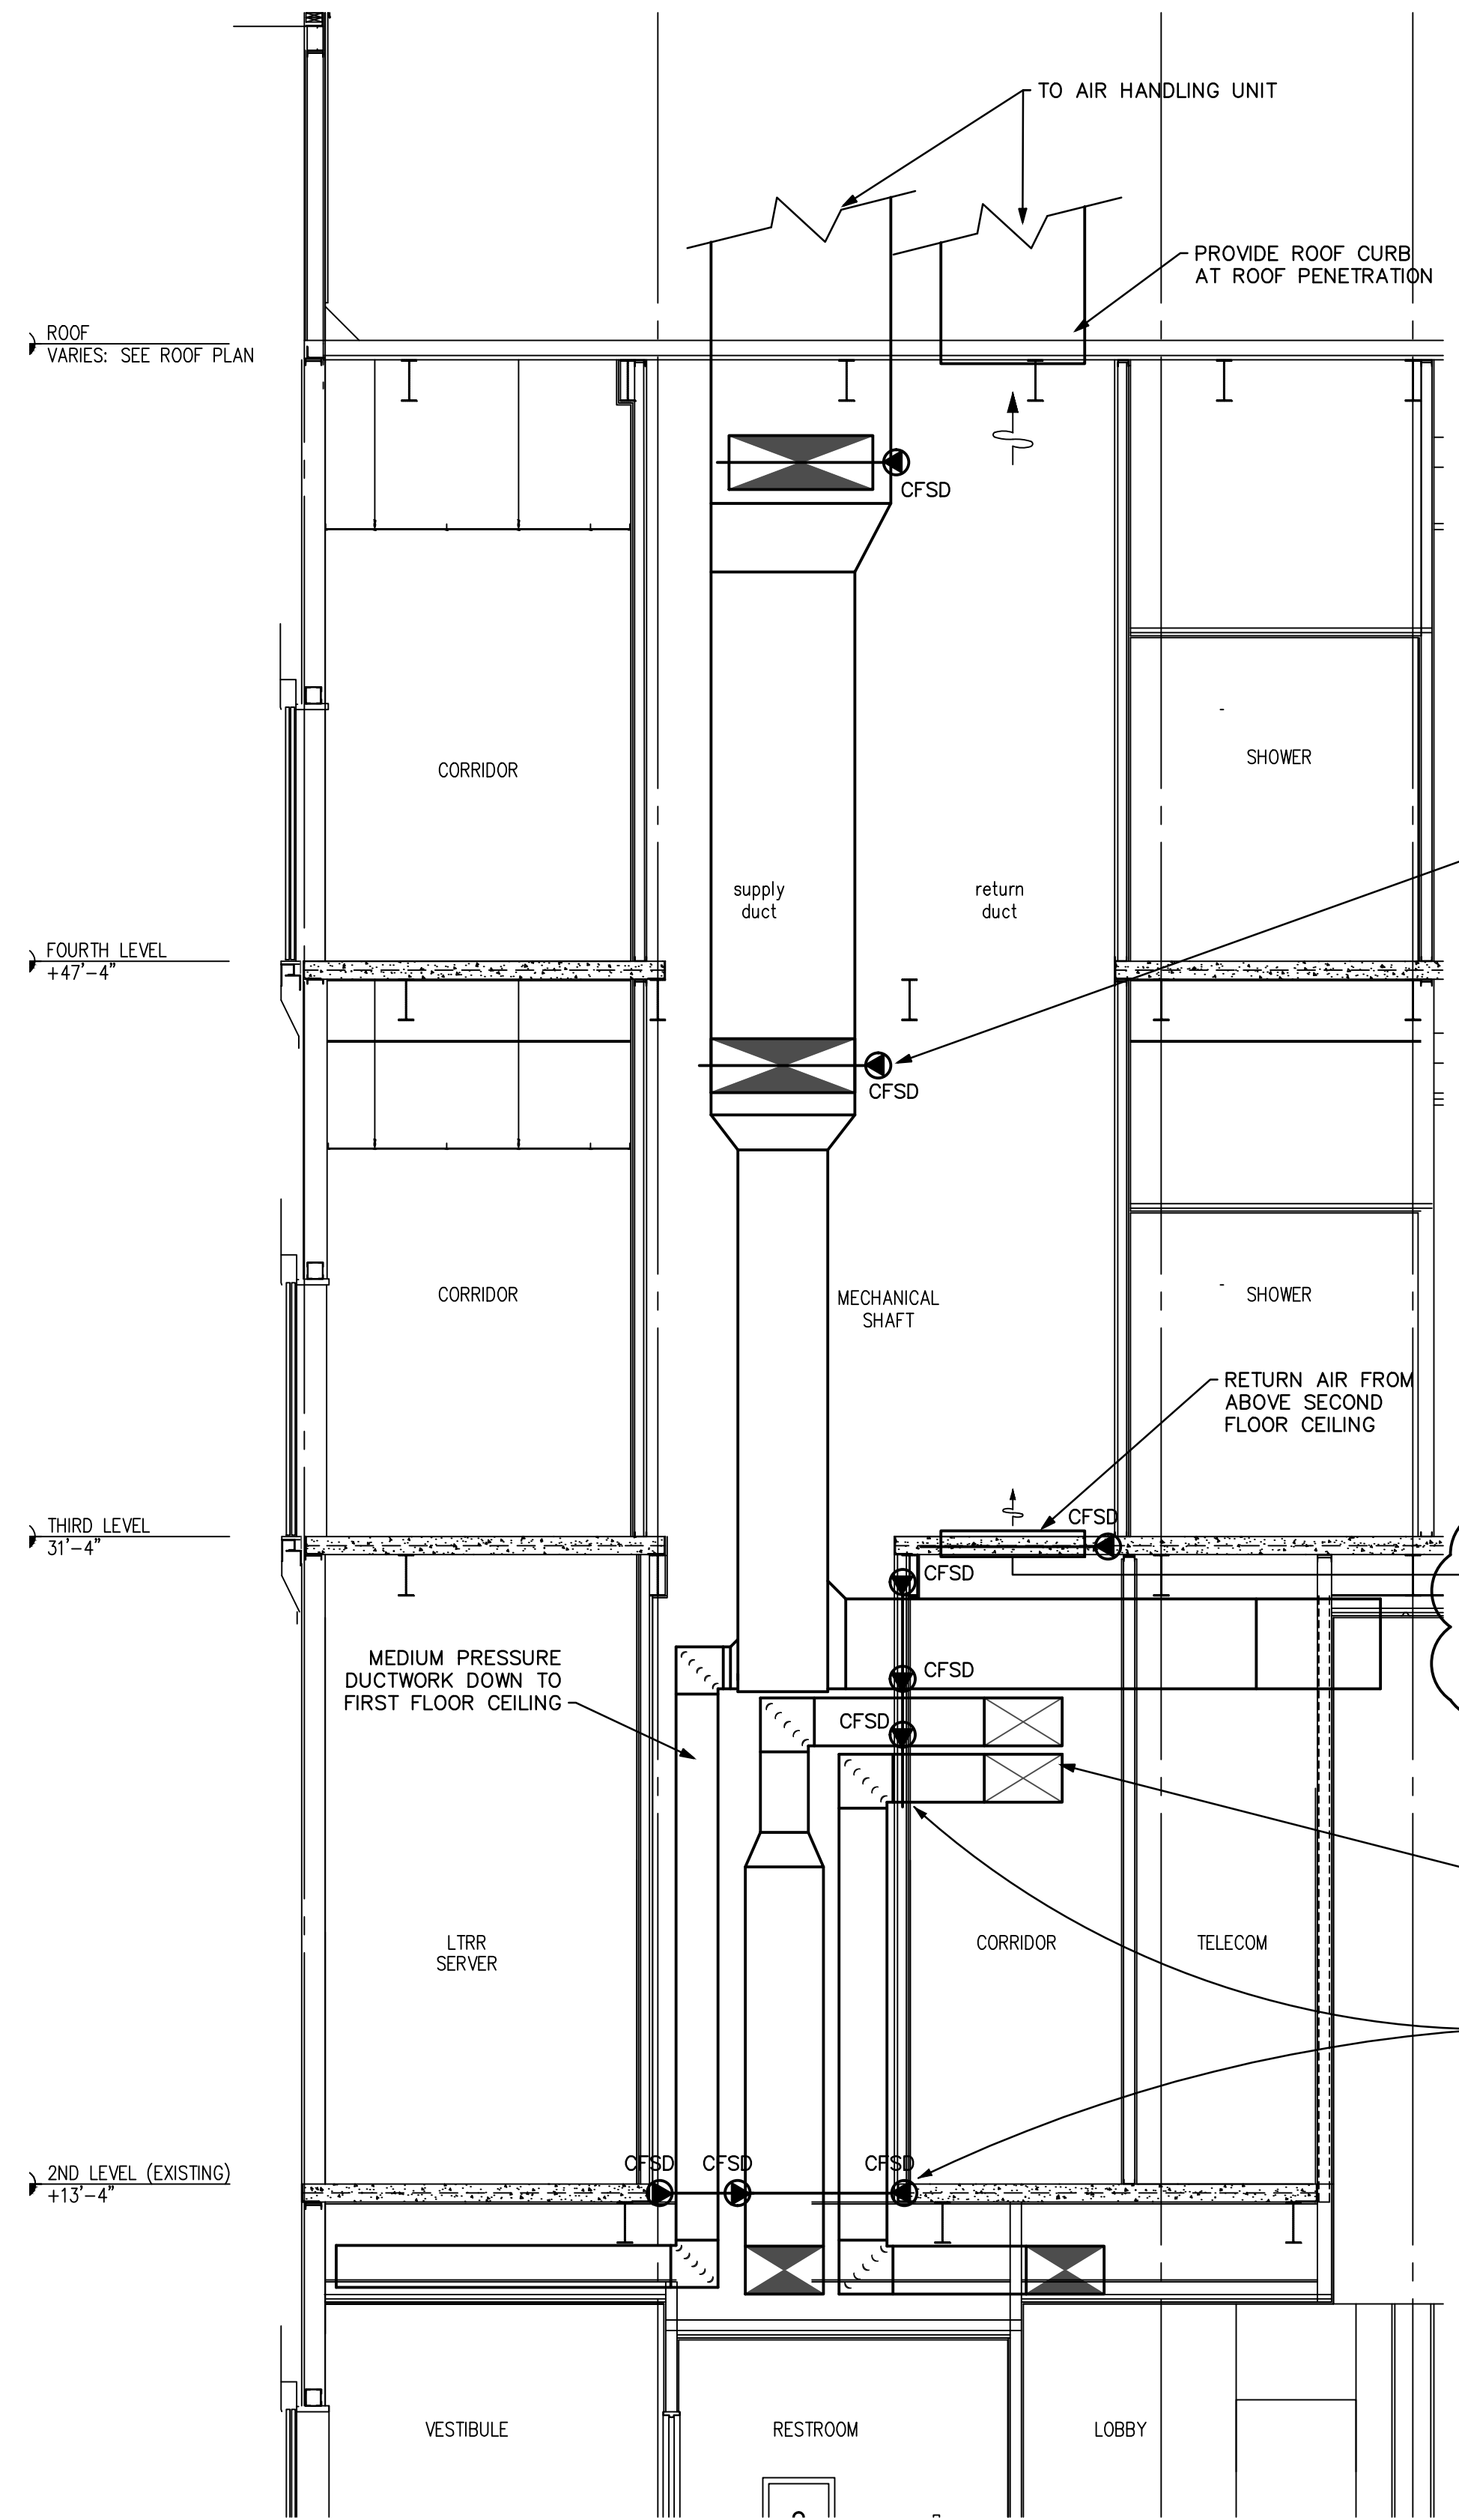 TO AIR HANDLING UNIT
PROVIDE ROOF CURB
AT ROOF PENETRATION
ROOF
VARIES: SEE ROOF PLAN
CFSD
CORRIDOR
SHOWER
supply
duct
return
duct
FOURTH LEVEL
+47'-4"
CFSD
CORRIDOR
MECHANICAL
SHAFT
SHOWER
RETURN AIR FROM
ABOVE SECOND
FLOOR CEILING
THIRD LEVEL
31'-4"
CFSD
CFSD
MEDIUM PRESSURE
DUCTWORK DOWN TO
FIRST FLOOR CEILING
CFSD
CFSD
LTRR
SERVER
CORRIDOR
TELECOM
2ND LEVEL (EXISTING)
+13'-4"
CFSD
CFSD
CFSD
VESTIBULE
RESTROOM
LOBBY